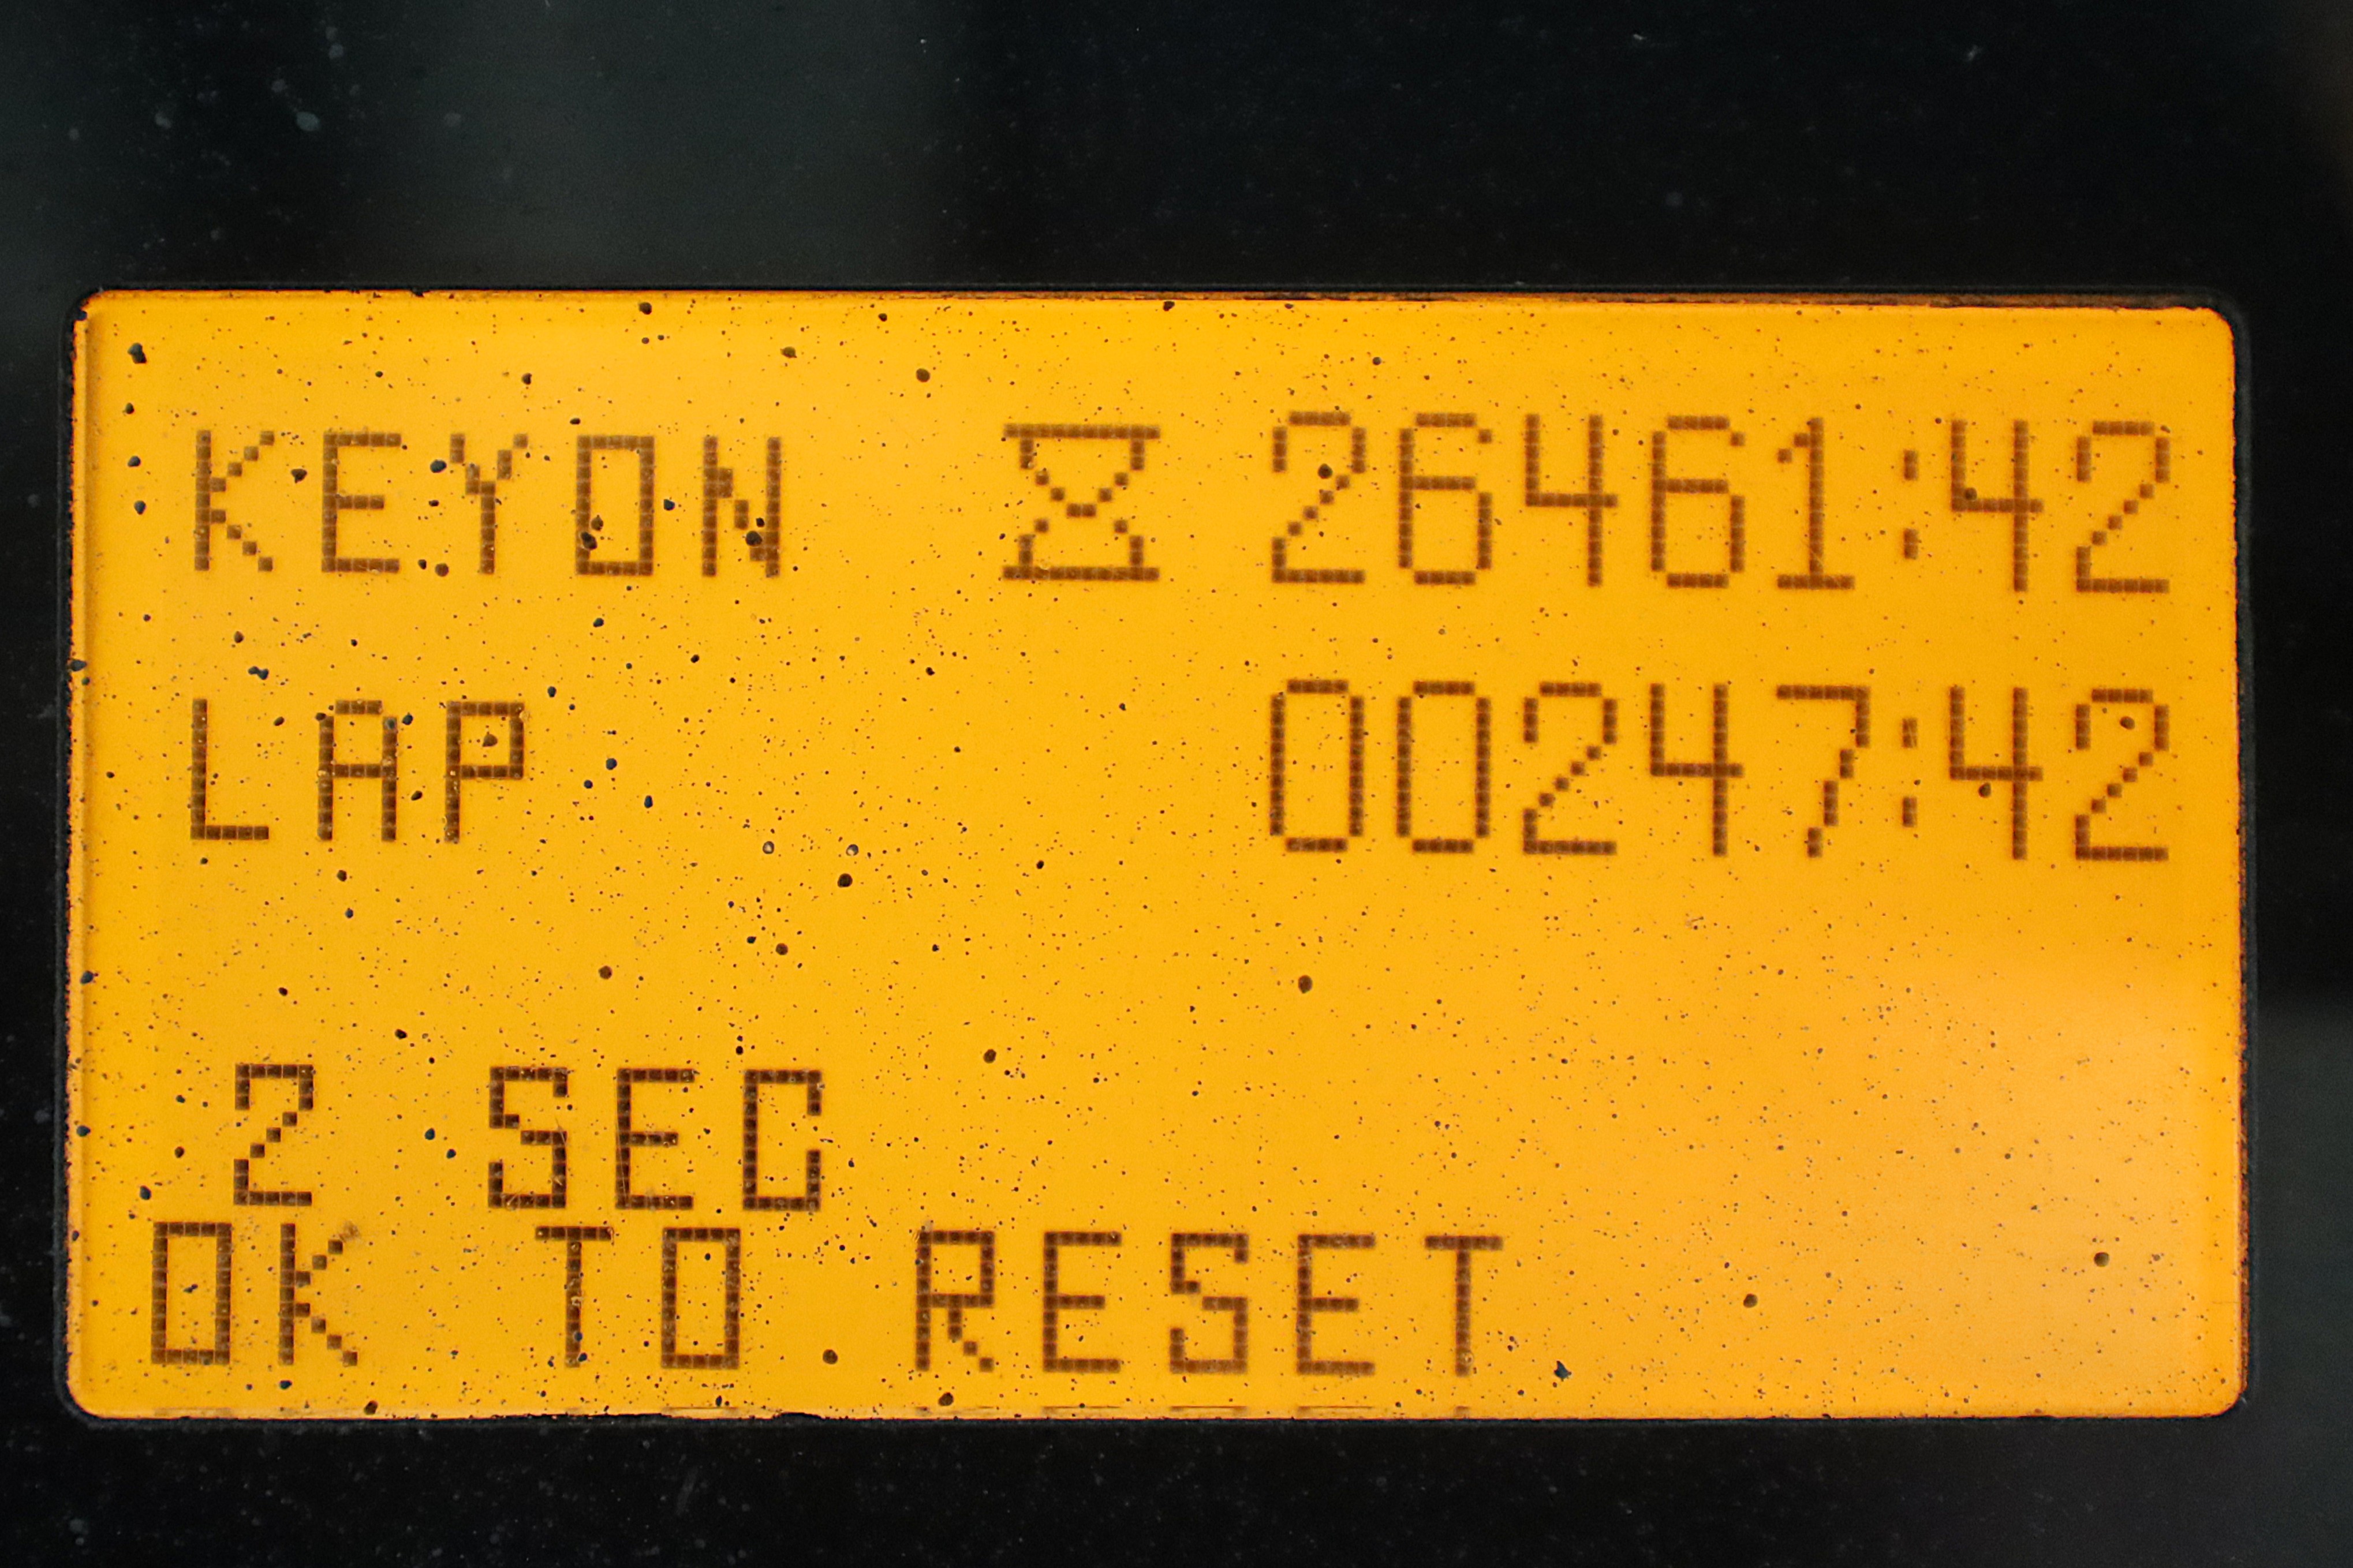 KEYON 26461:42
LAP 00247:42
2 SEC
OK TO RESET